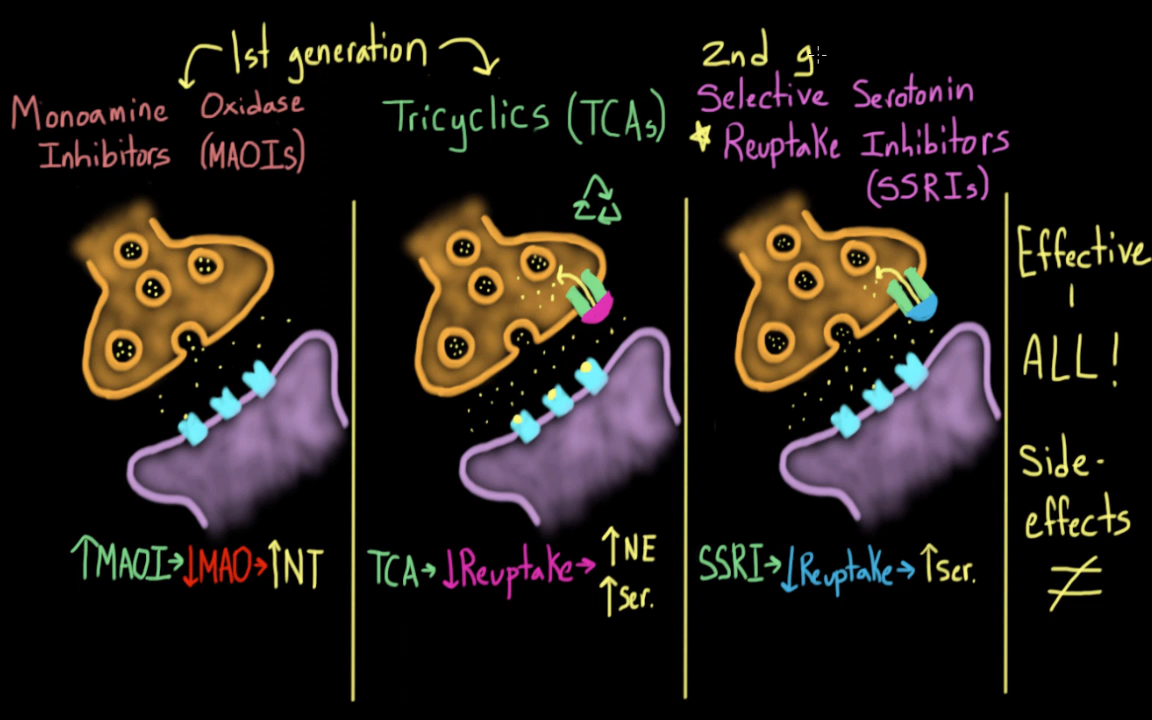 1st generation
2nd g
Monoamine Oxidase
Inhibitors (MAOIs)
Tricyclics (TCAs)
Selective Serotonin
Reuptake Inhibitors
(SSRIs)
Effective
ALL!
Side-
effects
≠
↑MAOI→↓MAO→↑NT
TCA→↓Reuptake→↑NE
↑Ser.
SSRI→↓Reuptake→↑Ser.